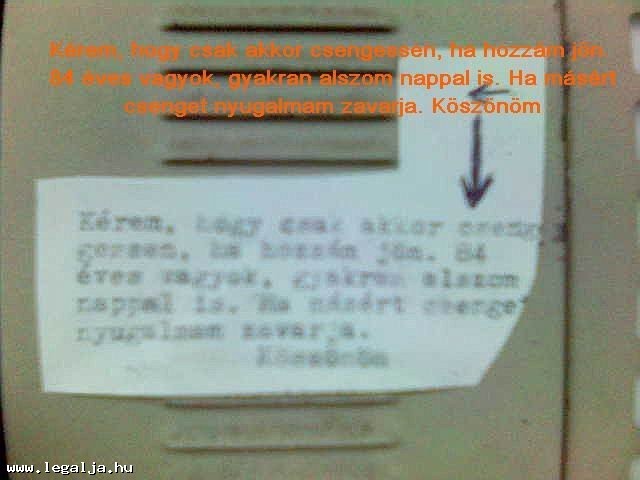 Kérem, hogy csak akkor csengessen, ha hozzám jön.
84 éves vagyok, gyakran alszom nappal is. Ha másért
csenget nyugalmam zavarja. Köszönöm
Kérem, hogy csak akkor csenges
gessen, ha hozzám jön. 84
éves vagyok, gyakran alszom
nappal is. Ha másért csenget
nyugalmam zavarja.
Köszönöm
www.legalja.hu